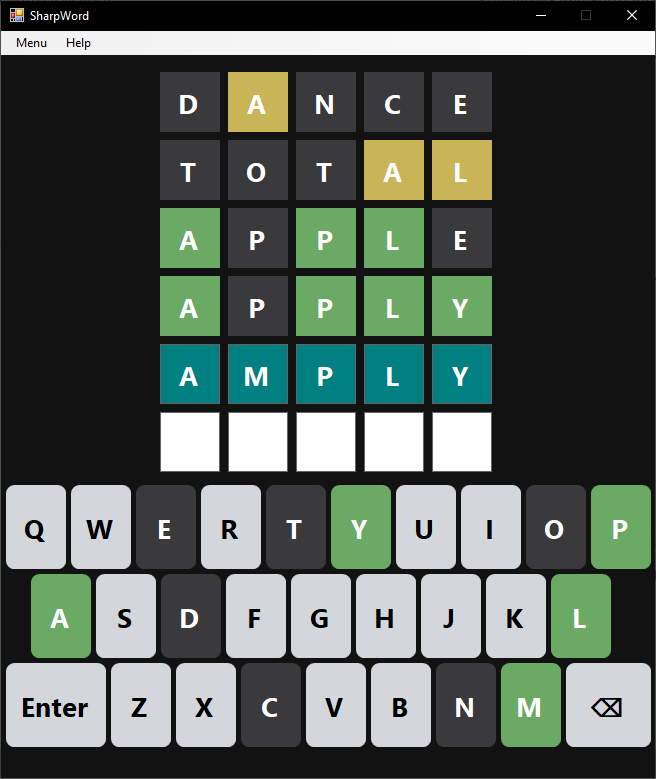 SharpWord
Menu Help
D A N C E
T O T A L
A P P L E
A P P L Y
A M P L Y
Q W E R T Y U I O P
A S D F G H J K L
Enter Z X C V B N M ⌫